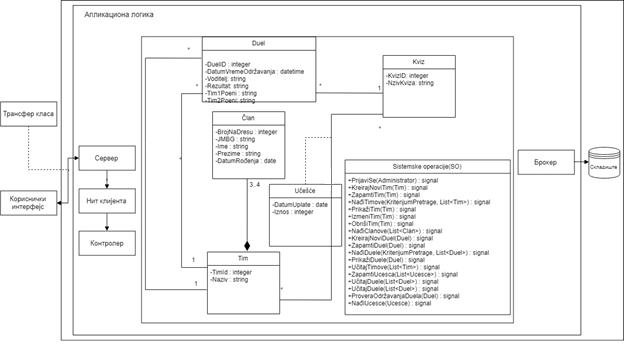 Апликациона логика
Трансфер класа
Кориснички
интерфејс
Сервер
Нит клијента
Контролер
Duel
-DuelID : integer
-DatumVremeOdržavanja : datetime
-Voditelj: string
-Rezultat: string
-Tim1Poeni : string
-Tim2Poeni : string
*
*
*
*
1
*
Kviz
-KvizID: integer
-NzivKviza: string
Član
-BrojNaDresu : integer
-JMBG : string
-Ime : string
-Prezime : string
-DatumRođenja : date
3..4
Učešće
-DatumUplate : date
-Iznos : integer
1
1
*
Tim
-TimId : integer
-Naziv : string
Sistemske operacije(SO)
+PrijaviSe(Administrator) : signal
+KreirajNoviTim(Tim) : signal
+ZapamtiTim(Tim) : signal
+NađiTimove(KriterijumPretrage, List<Tim>) : signal
+PrikažiTim(Tim) : signal
+IzmeniTim(Tim) : signal
+ObrišiTim(Tim) : signal
+NađiClanove(List<Clan>) : signal
+KreirajNoviDuel(Duel) : signal
+ZapamtiDuel(Duel) : signal
+NađiDuele(KriterijumPretrage, List<Duel>) : signal
+PrikažiDuele(Duel) : signal
+UčitajTimove(List<Tim>) : signal
+ZapamtiUcesca(List<Ucesce>) : signal
+UčitajDuele(List<Duel>) : signal
+UčitajDuele(List<Duel>) : signal
+ProveraOdržavanjaDuela(Duel) : signal
+NađiUcesce(Ucesce) : signal
Брокер
Складиште